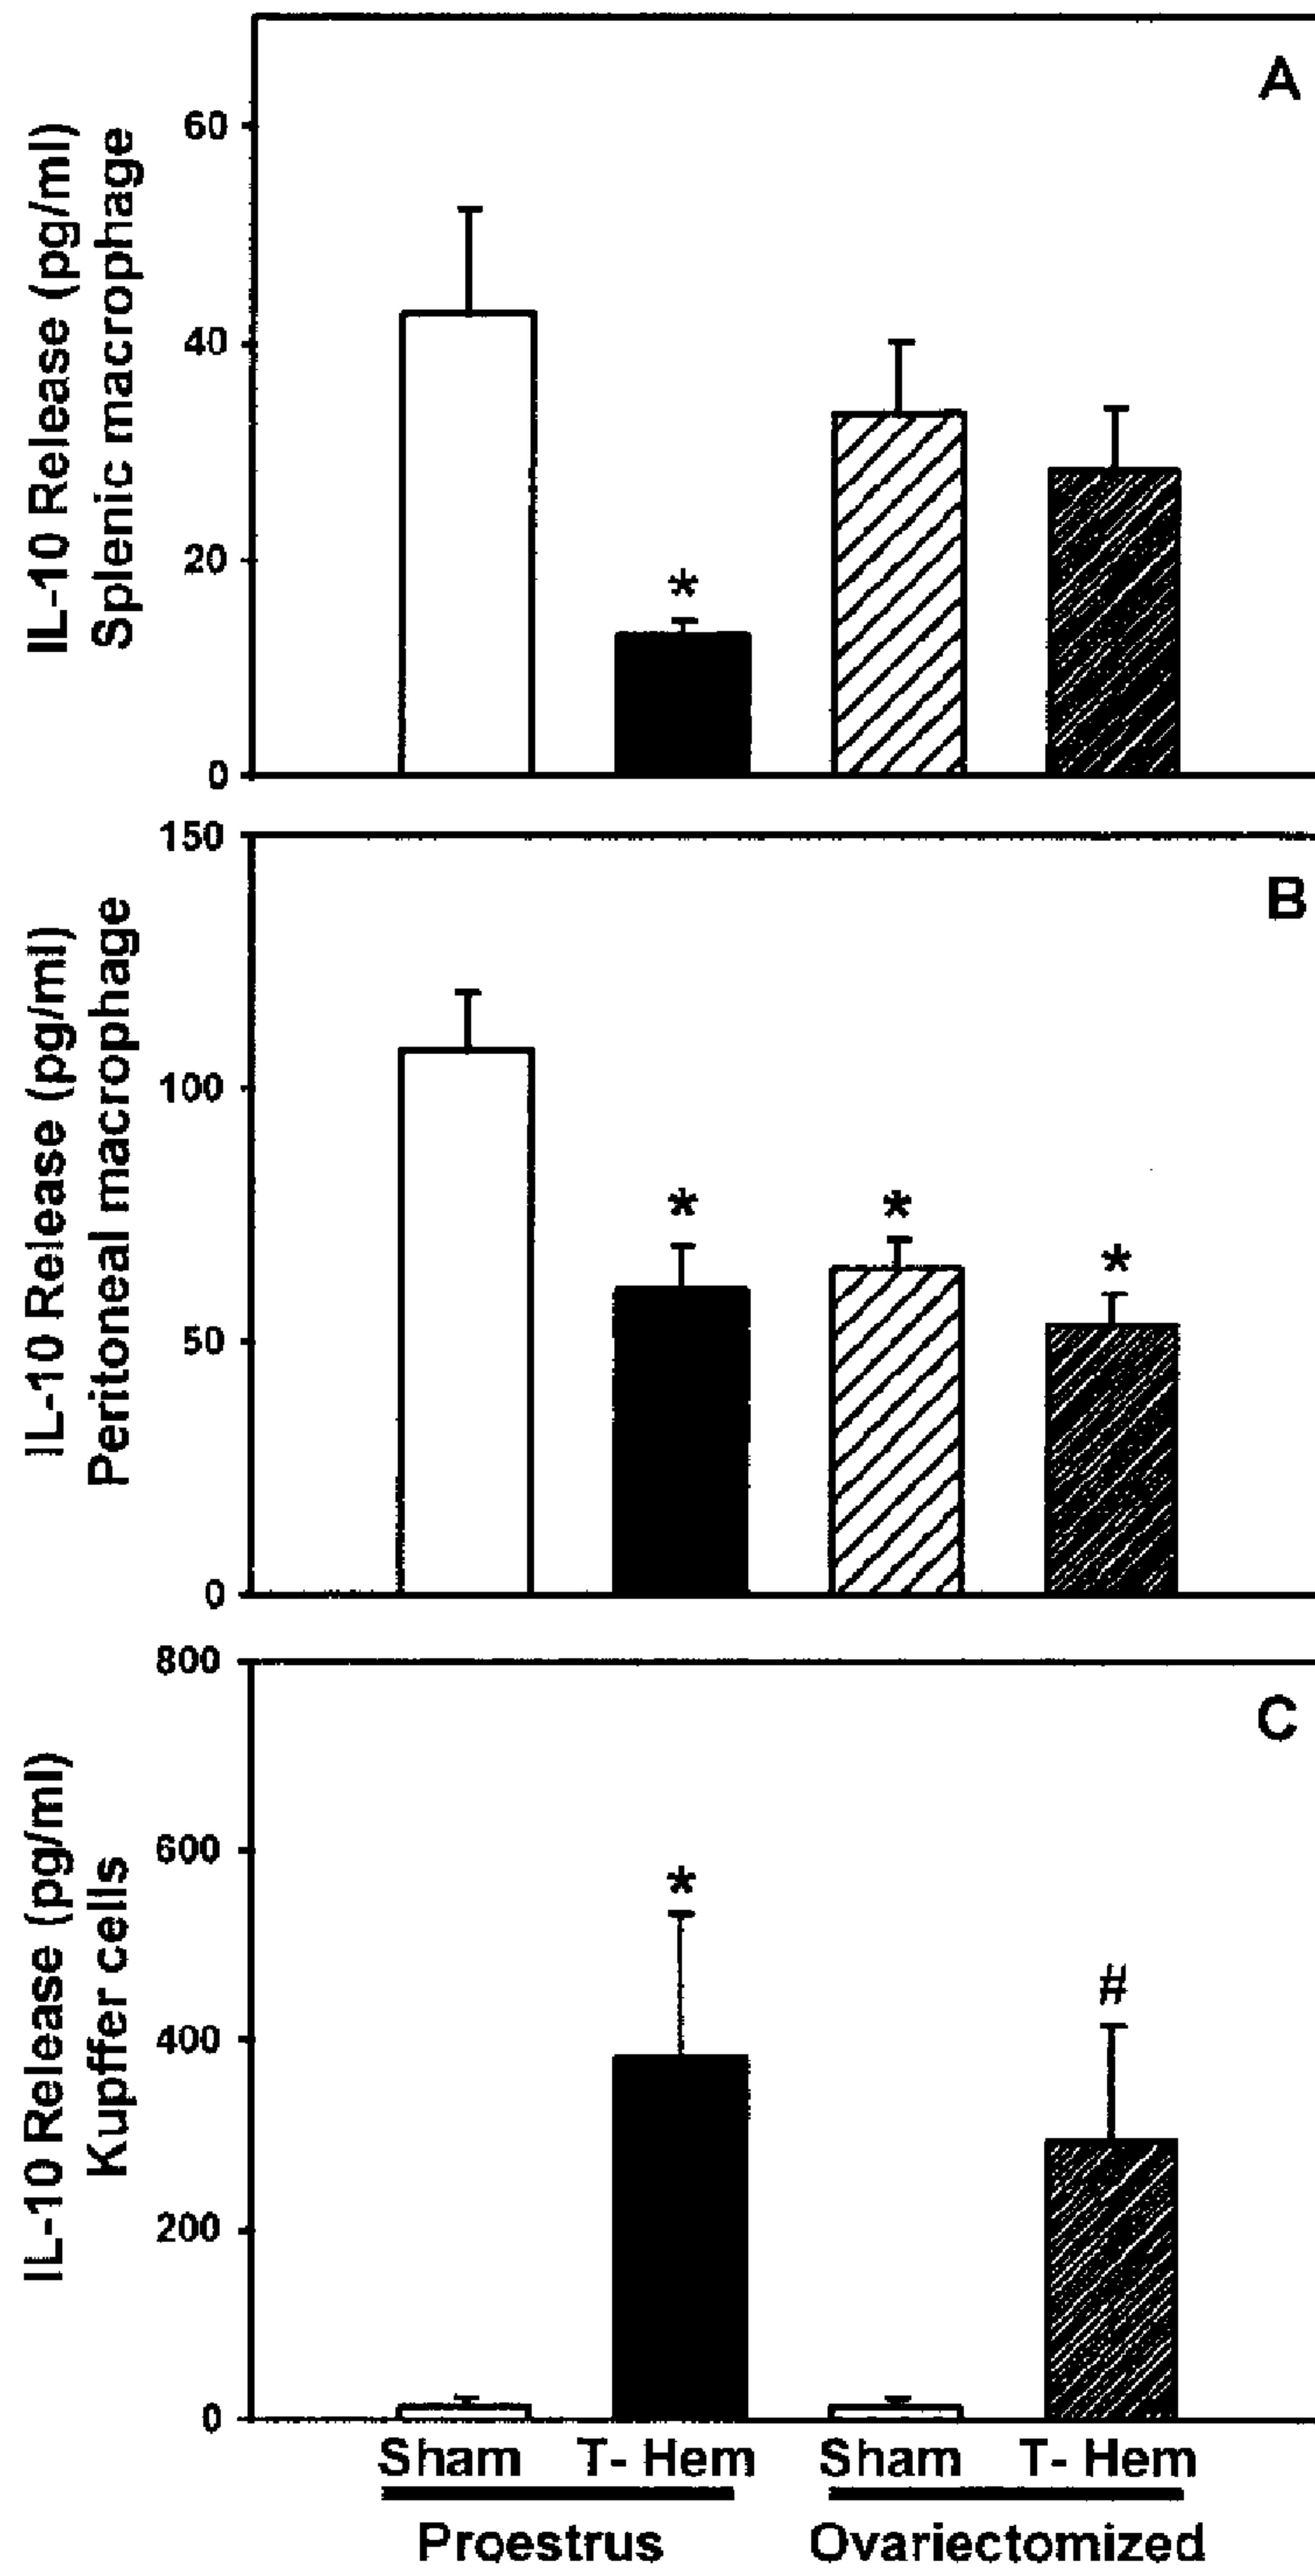 A
IL-10 Release (pg/ml)
Splenic macrophage
60
40
20
0
*
B
IL-10 Release (pg/ml)
Peritoneal macrophage
150
100
50
0
*
*
*
C
IL-10 Release (pg/ml)
Kupffer cells
800
600
400
200
0
*
#
Sham T- Hem Sham T- Hem
Proestrus Ovariectomized